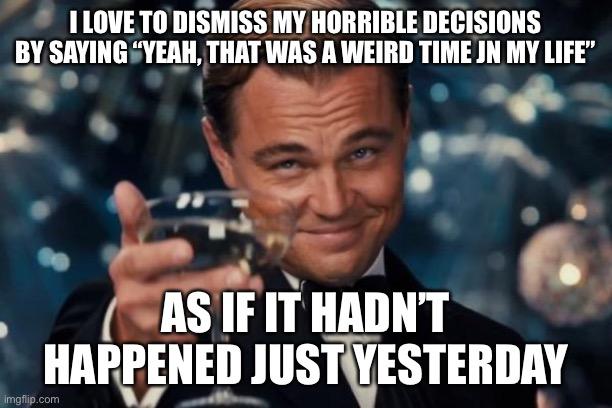 I LOVE TO DISMISS MY HORRIBLE DECISIONS
BY SAYING “YEAH, THAT WAS A WEIRD TIME JN MY LIFE”
AS IF IT HADN’T
HAPPENED JUST YESTERDAY
imgflip.com